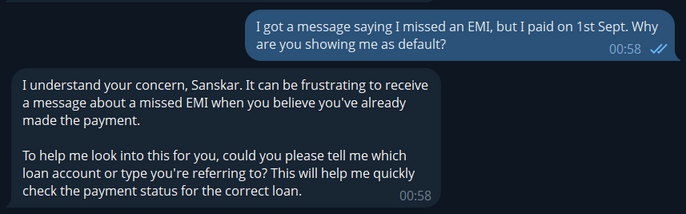 I got a message saying I missed an EMI, but I paid on 1st Sept. Why
are you showing me as default?
00:58
I understand your concern, Sanskar. It can be frustrating to receive
a message about a missed EMI when you believe you've already
made the payment.
To help me look into this for you, could you please tell me which
loan account or type you're referring to? This will help me quickly
check the payment status for the correct loan.
00:58